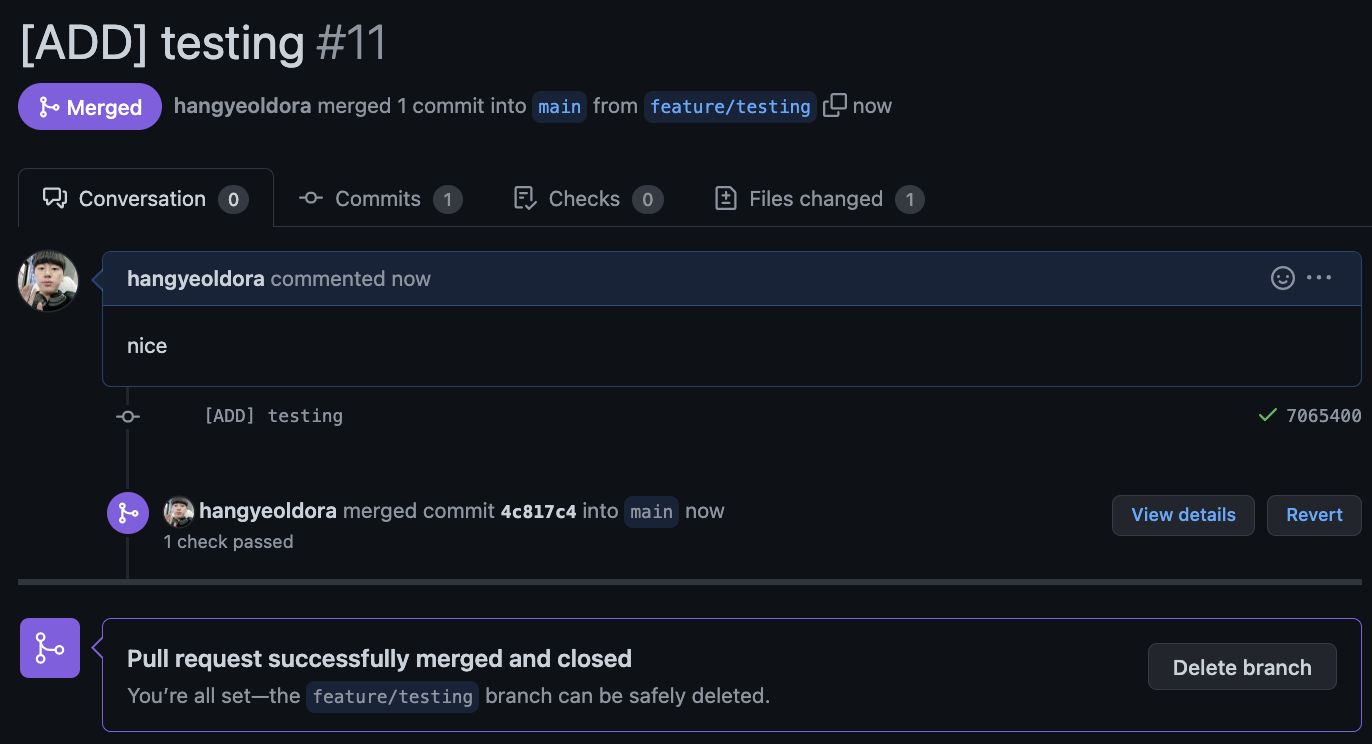 [ADD] testing #11
Merged hangyeoldora merged 1 commit into main from feature/testing now
Conversation 0 Commits 1 Checks 0 Files changed 1
hangyeoldora commented now
nice
[ADD] testing 7065400
hangyeoldora merged commit 4c817c4 into main now View details Revert
1 check passed
Pull request successfully merged and closed
You’re all set—the feature/testing branch can be safely deleted. Delete branch